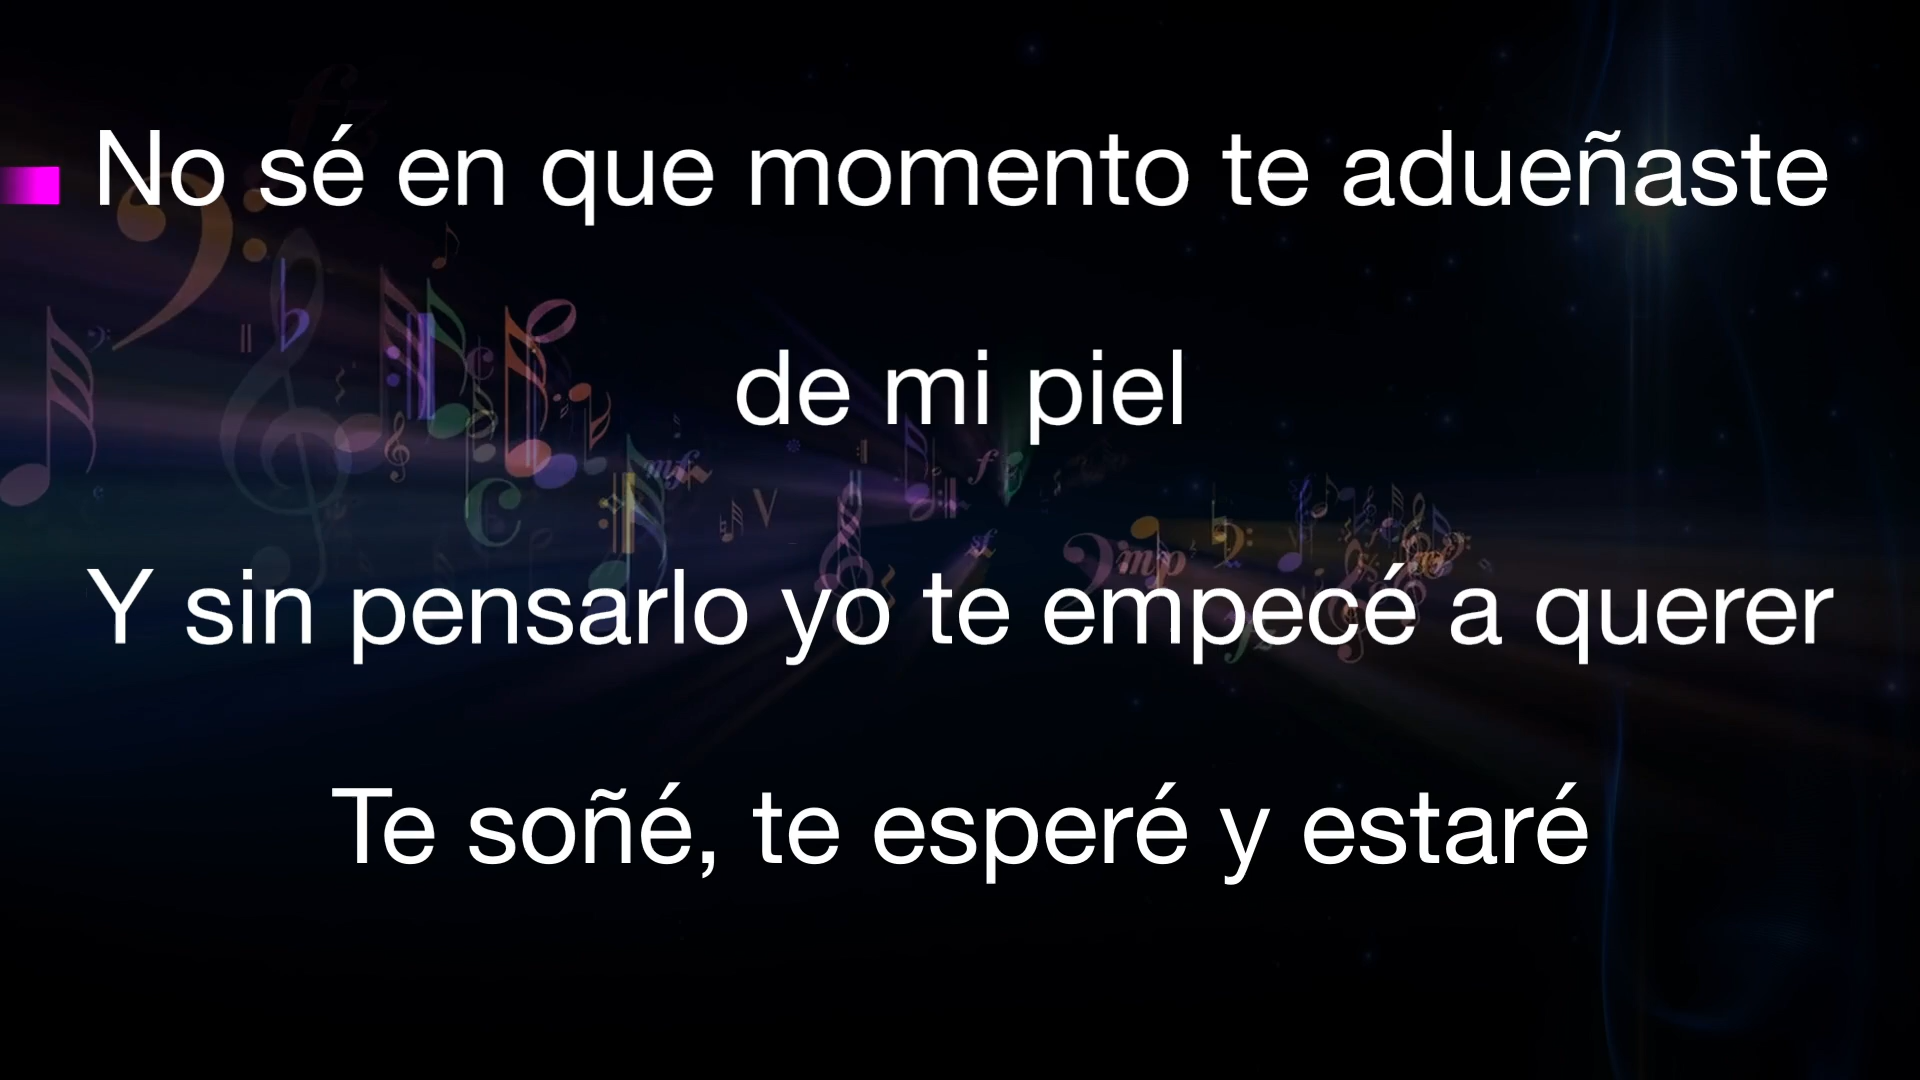 No sé en que momento te adueñaste
de mi piel
Y sin pensarlo yo te empecé a querer
Te soñé, te esperé y estaré